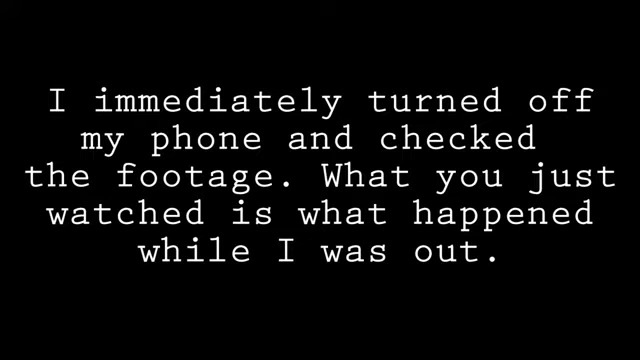 I immediately turned off
my phone and checked
the footage. What you just
watched is what happened
while I was out.